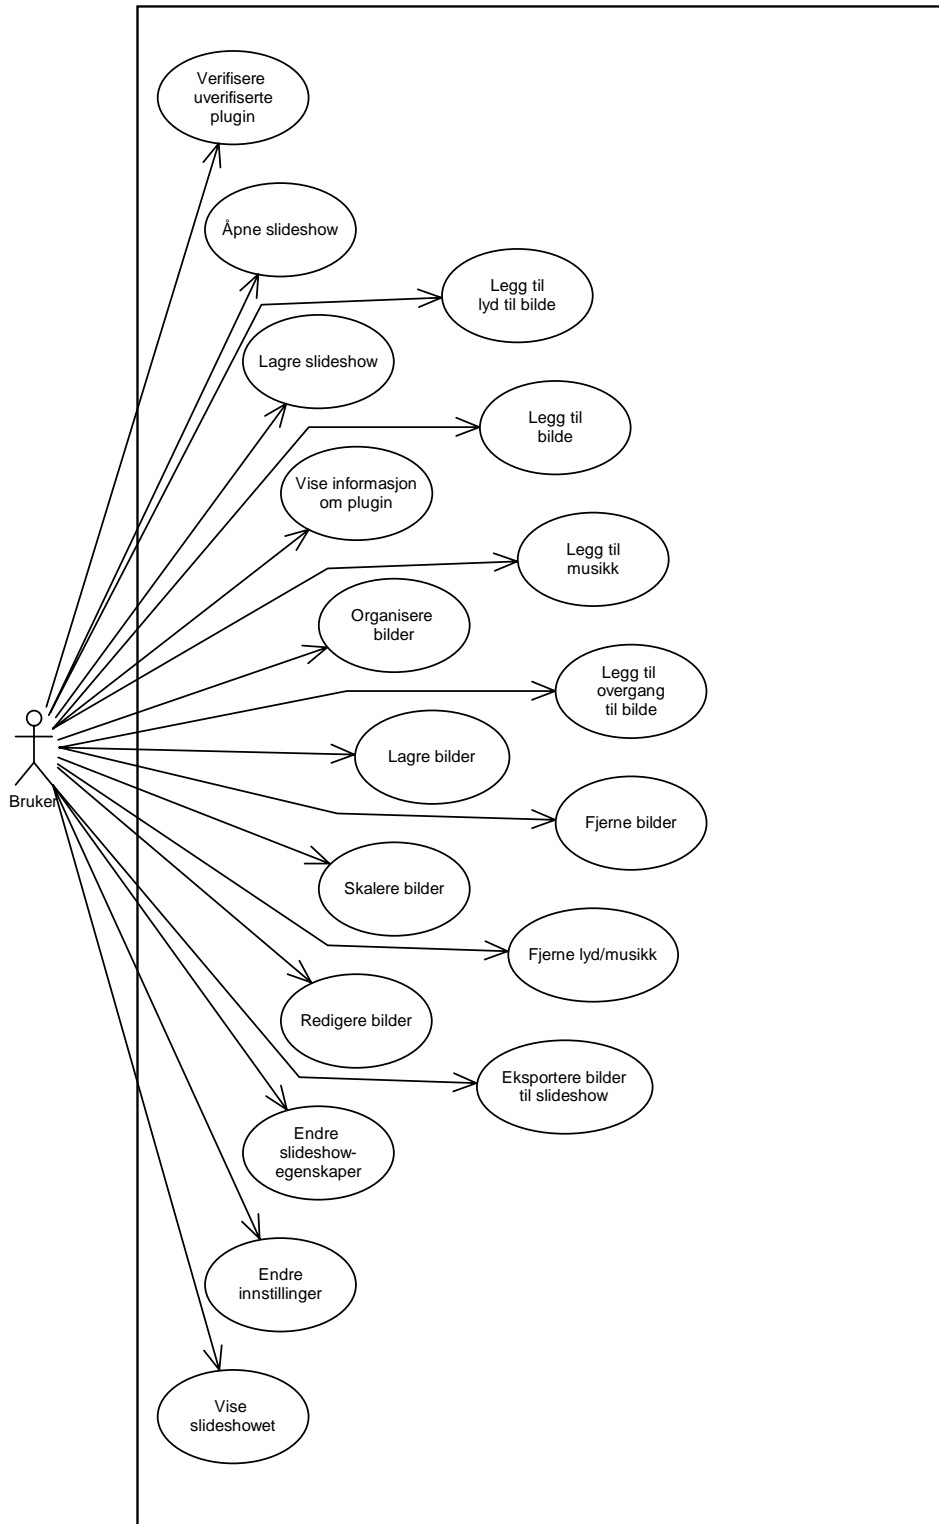 Verifisere
uverifiserte
plugin
Åpne slideshow
Legg til
lyd til bilde
Lagre slideshow
Legg til
bilde
Vise informasjon
om plugin
Legg til
musikk
Organisere
bilder
Legg til
overgang
til bilde
Lagre bilder
Bruker
Fjerne bilder
Skalere bilder
Fjerne lyd/musikk
Redigere bilder
Eksportere bilder
til slideshow
Endre
slideshow-
egenskaper
Endre
innstillinger
Vise
slideshowet